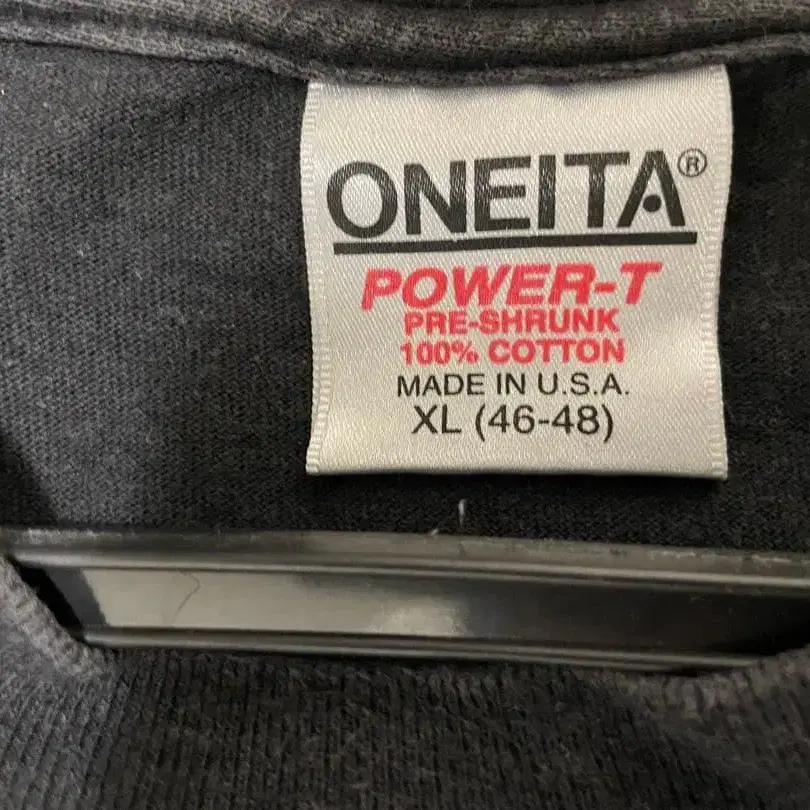 ONEITA®
POWER-T
PRE-SHRUNK
100% COTTON
MADE IN U.S.A.
XL (46-48)